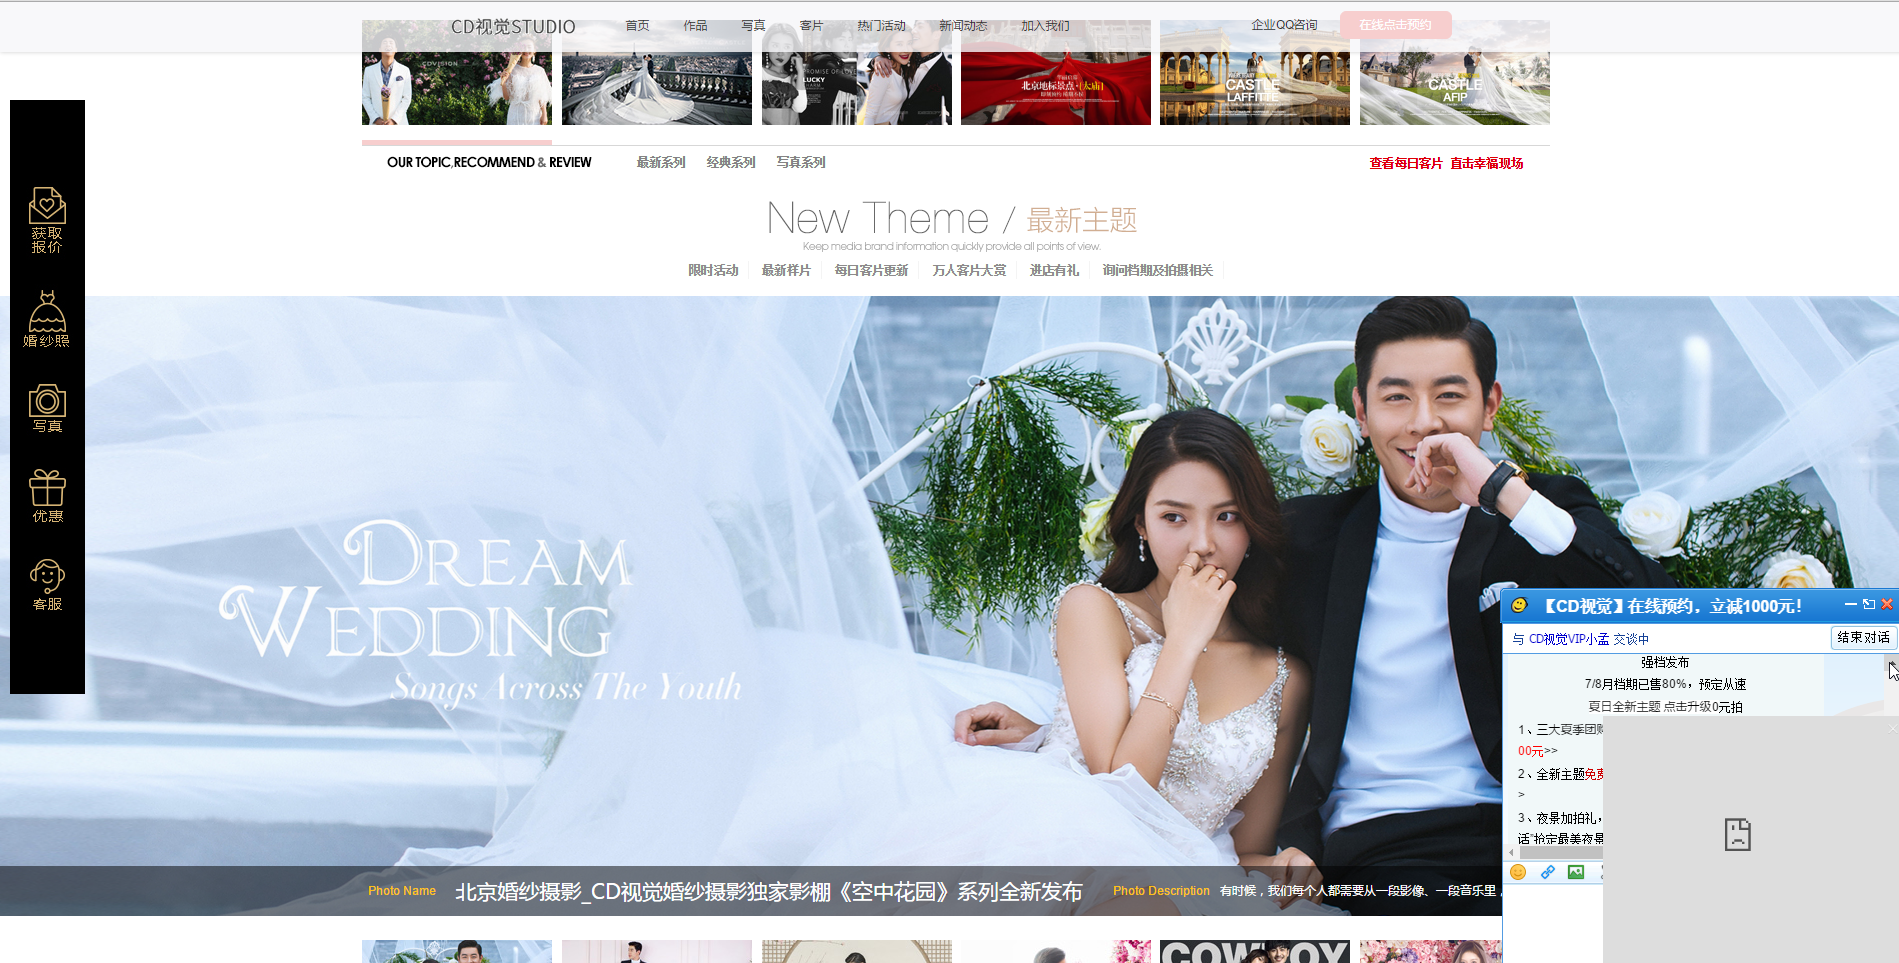 CD视觉STUDIO
首页 作品 写真 客片 热门活动 新闻动态 加入我们
企业QQ咨询
在线点击预约
CDVISION
PROMISE OF LOVE
LUCKY
CHARM
北京地标景点·[太庙]
CASTLE
LAFFITTE
CASTLE
AFIP
OUR TOPIC,RECOMMEND & REVIEW
最新系列 经典系列 写真系列
查看每日客片 直击幸福现场
New Theme / 最新主题
Keep media brand information quickly provide all points of view.
限时活动 最新样片 每日客片更新 万人客片大赏 进店有礼 询问档期及拍摄相关
获取
报价
婚纱照
写真
优惠
客服
DREAM
WEDDING
Songs Across The Youth
【CD视觉】在线预约，立减1000元！
与 CD视觉VIP小孟 交谈中
结束对话
强档发布
7/8月档期已售80%，预定从速
夏日全新主题 点击升级0元拍
1、三大夏季团购
00元>>
2、全新主题免费
>
3、夜景加拍礼，
话"抢定最美夜景
Photo Name 北京婚纱摄影_CD视觉婚纱摄影独家影棚《空中花园》系列全新发布
Photo Description 有时候，我们每个人都需要从一段影像、一段音乐里，
COWBOY